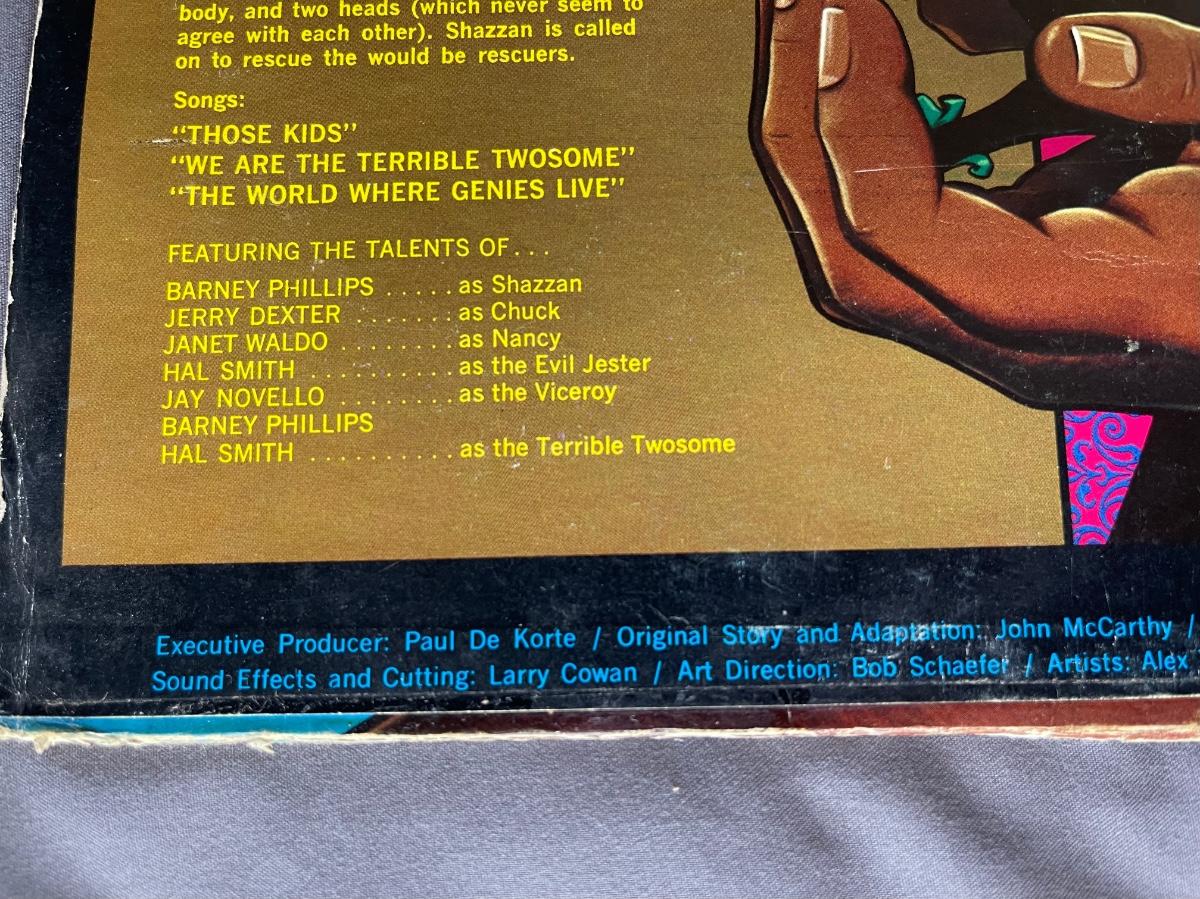 body, and two heads (which never seem to
agree with each other). Shazzan is called
on to rescue the would be rescuers.
Songs:
“THOSE KIDS”
“WE ARE THE TERRIBLE TWOSOME”
“THE WORLD WHERE GENIES LIVE”
FEATURING THE TALENTS OF...
BARNEY PHILLIPS ..... as Shazzan
JERRY DEXTER ....... as Chuck
JANET WALDO ........ as Nancy
HAL SMITH .......... as the Evil Jester
JAY NOVELLO ........ as the Viceroy
BARNEY PHILLIPS
HAL SMITH .......... as the Terrible Twosome
Executive Producer: Paul De Korte / Original Story and Adaptation: John McCarthy /
Sound Effects and Cutting: Larry Cowan / Art Direction: Bob Schaefer / Artists: Alex